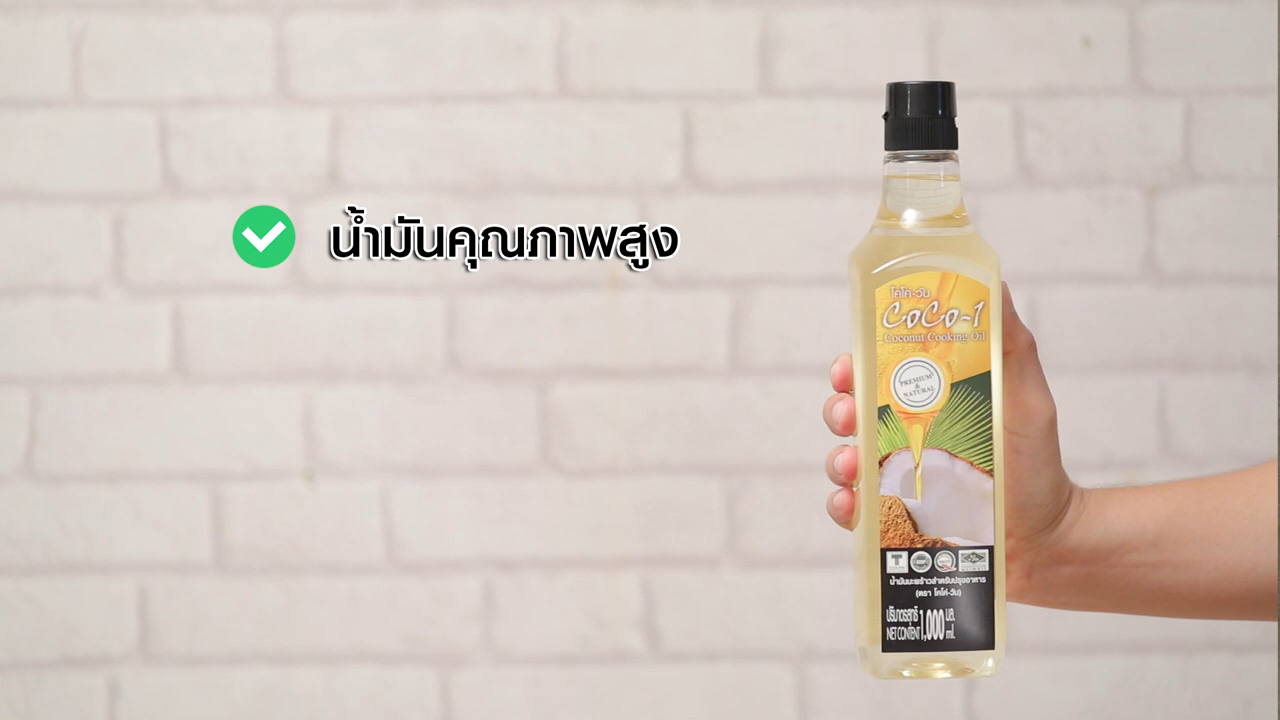 น้ำมันคุณภาพสูง
โคโค่-วัน
CoCo-1
Coconut Cooking Oil
PREMIUM
&
NATURAL
น้ำมันมะพร้าวสำหรับปรุงอาหาร
(ตรา โคโค่-วัน)
ปริมาตรสุทธิ 1,000 มล.
NET CONTENT ml.